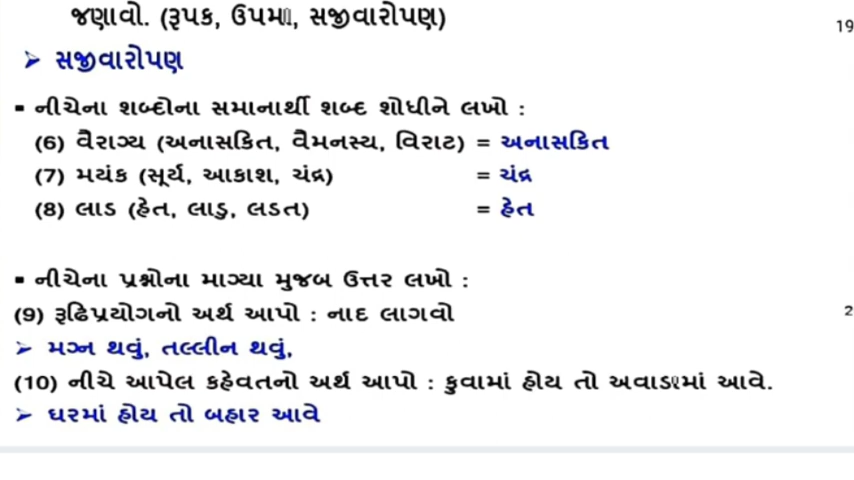 જણાવો. (રૂપક, ઉપમા, સજીવારોપણ)
19
➢ સજીવારોપણ
▪ નીચેના શબ્દોના સમાનાર્થી શબ્દ શોધીને લખો :
(6) વૈરાગ્ય (અનાસકિત, વૈમનસ્ય, વિરાટ) = અનાસકિત
(7) મયંક (સૂર્ય, આકાશ, ચંદ્ર) = ચંદ્ર
(8) લાડ (હેત, લાડુ, લડત) = હેત
▪ નીચેના પ્રશ્નોના માગ્યા મુજબ ઉત્તર લખો :
(9) રૂઢિપ્રયોગનો અર્થ આપો : નાદ લાગવો
2
➢ મગ્ન થવું, તલ્લીન થવું,
(10) નીચે આપેલ કહેવતનો અર્થ આપો : કુવામાં હોય તો અવાડામાં આવે.
➢ ઘરમાં હોય તો બહાર આવે